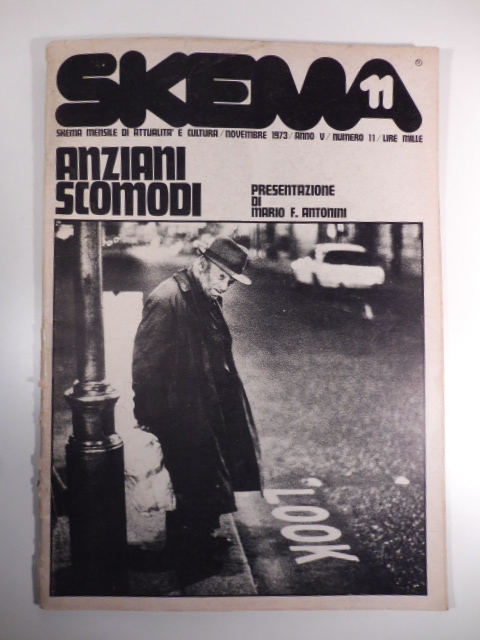 SKEMA 11 ®
SKEMA MENSILE DI ATTUALITA' E CULTURA / NOVEMBRE 1973 / ANNO V / NUMERO 11 / LIRE MILLE
ANZIANI
SCOMODI
PRESENTAZIONE
DI
MARIO F. ANTONINI
LOOK